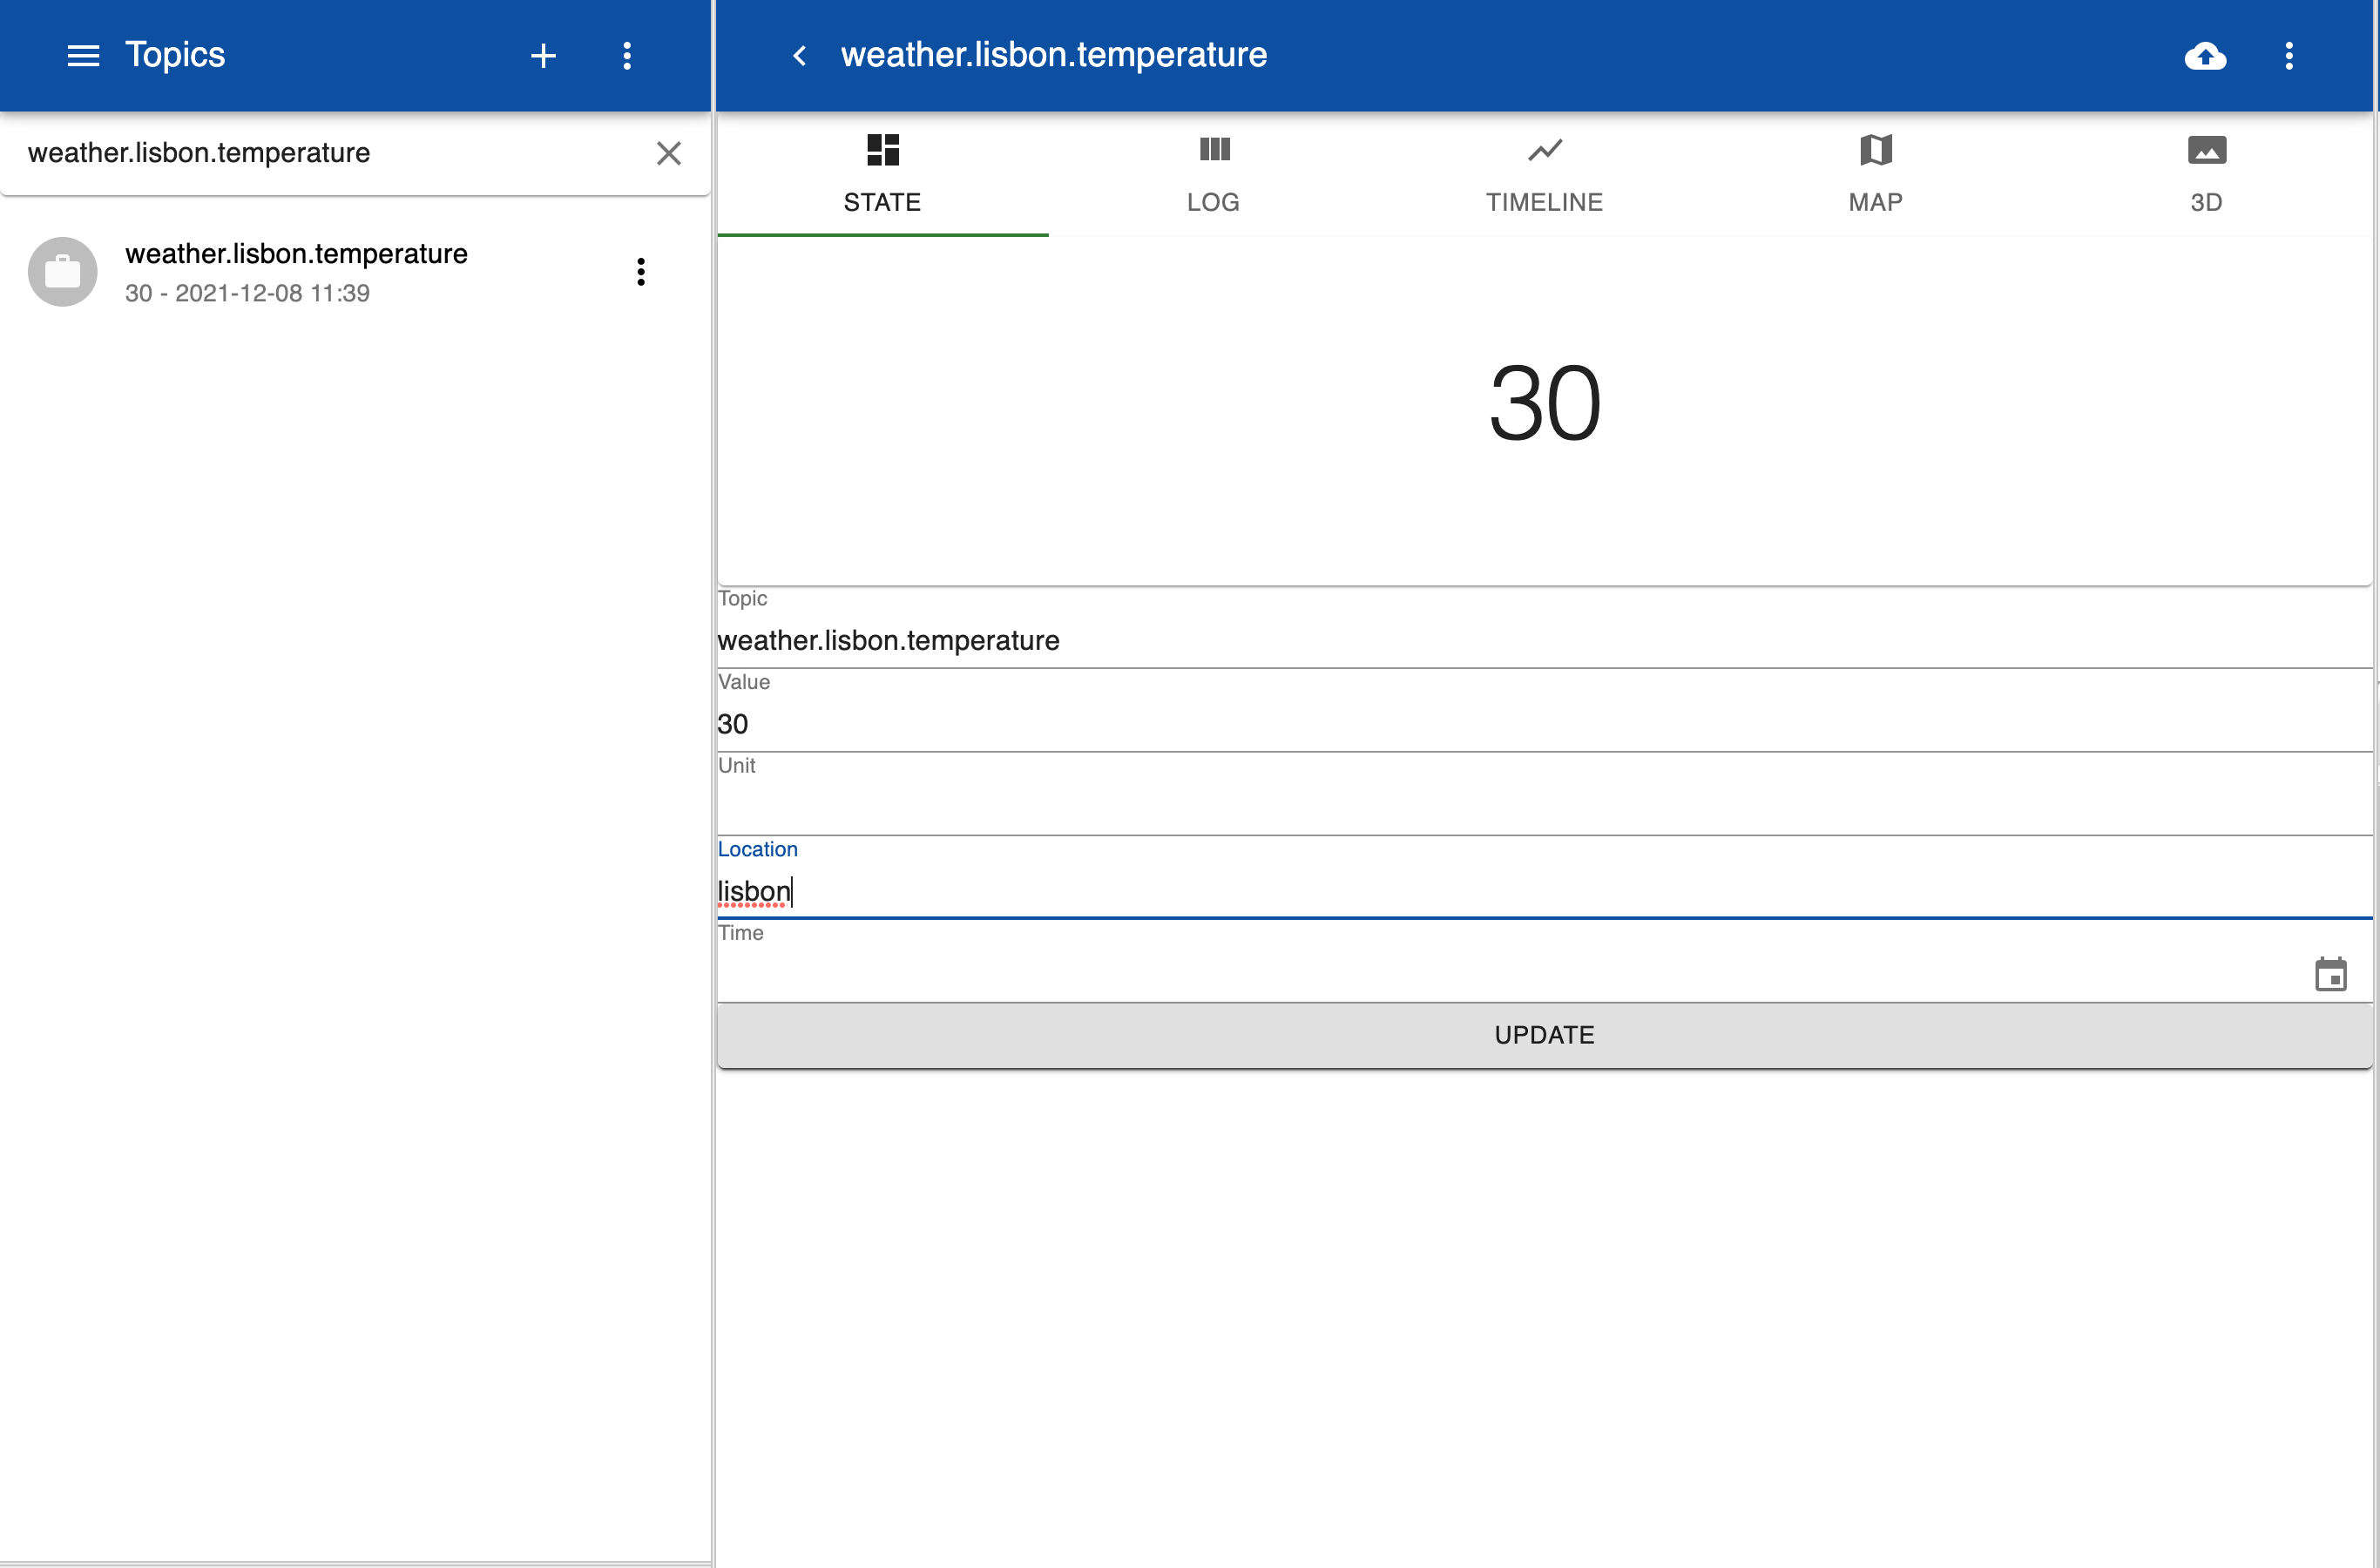 Topics
weather.lisbon.temperature
weather.lisbon.temperature
30 - 2021-12-08 11:39
weather.lisbon.temperature
STATE
LOG
TIMELINE
MAP
3D
30
Topic
weather.lisbon.temperature
Value
30
Unit
Location
lisbon
Time
UPDATE